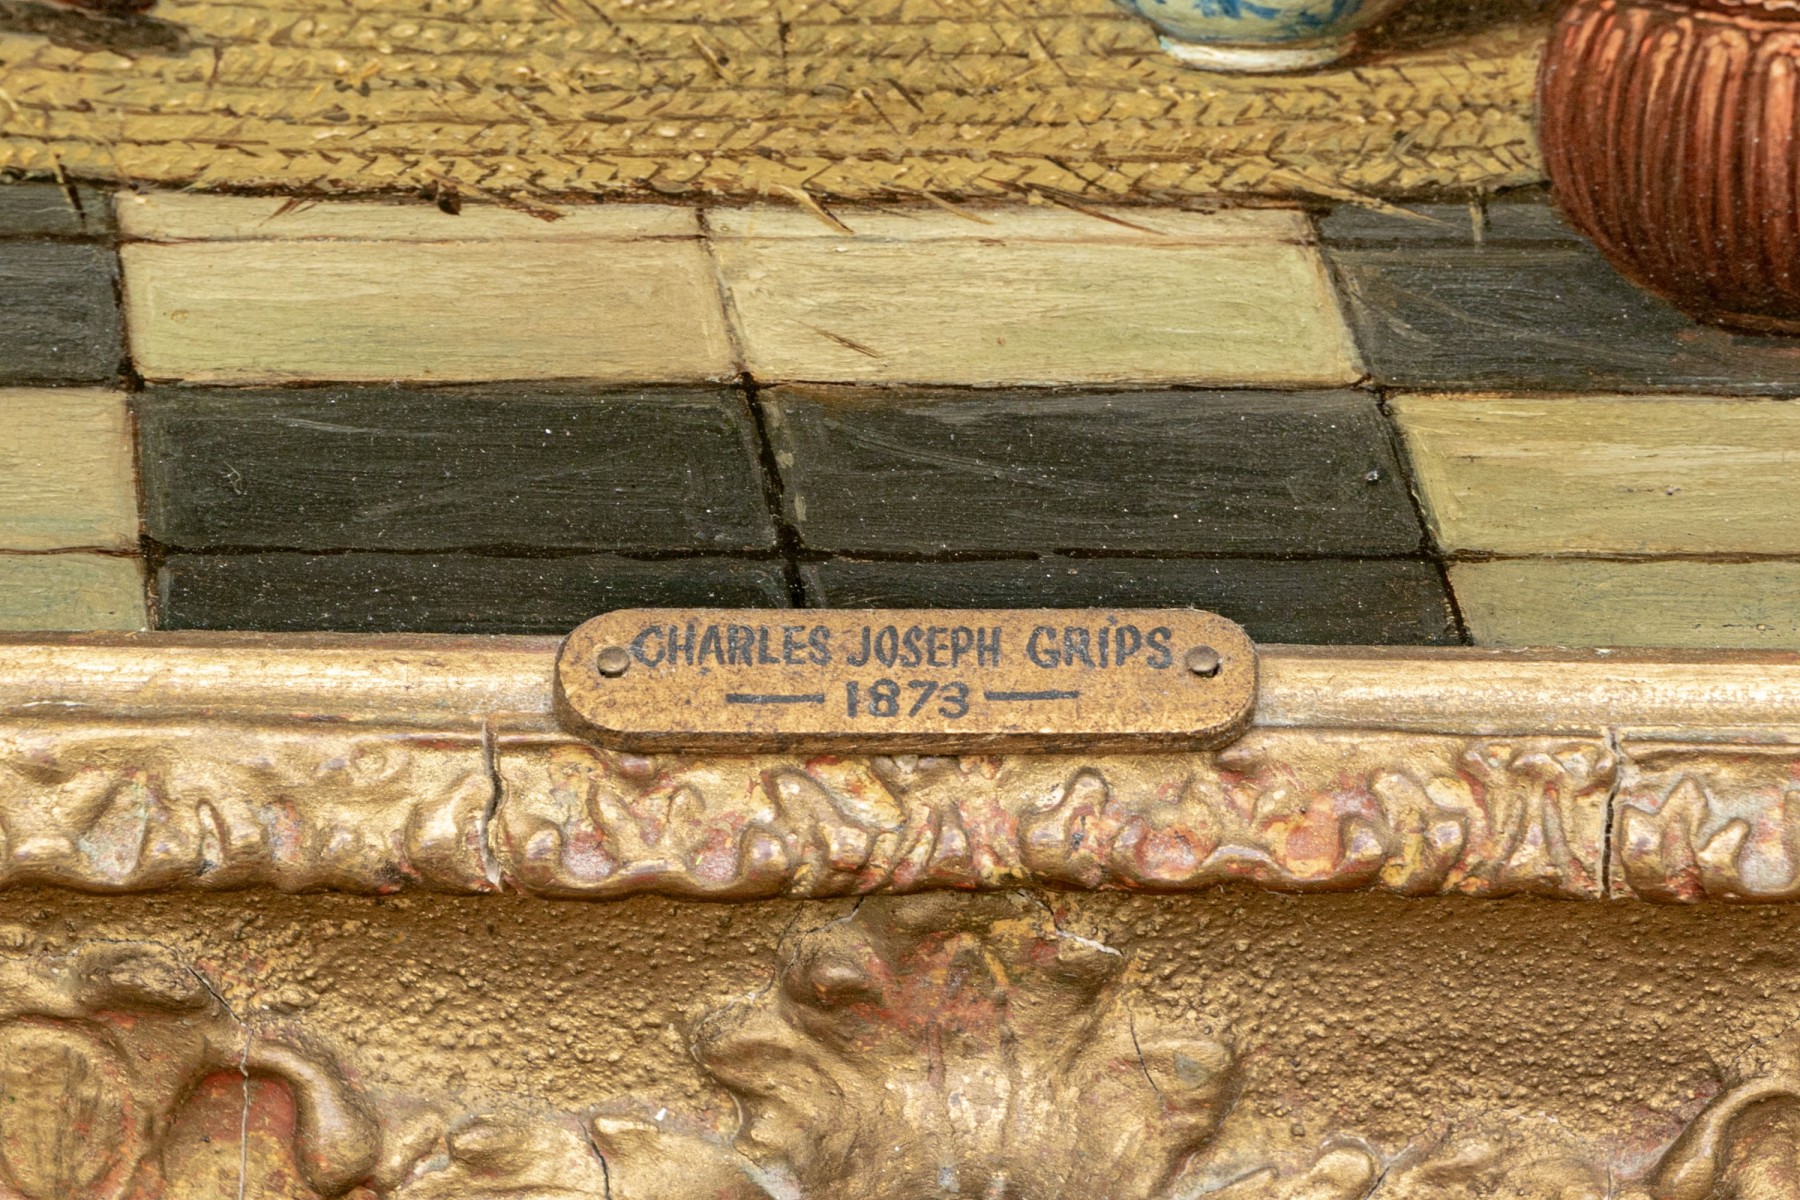 CHARLES JOSEPH GRIPS
— 1873 —